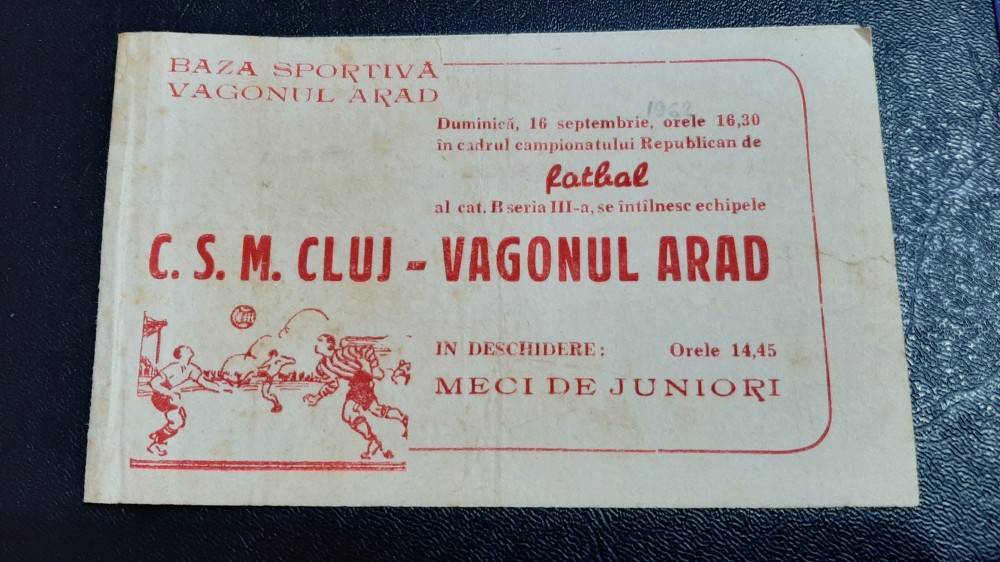 BAZA SPORTIVĂ
VAGONUL ARAD
1962
Duminică, 16 septembrie, orele 16,30
în cadrul campionatului Republican de
fotbal
al cat. B seria III-a, se întîlnesc echipele
C. S. M. CLUJ - VAGONUL ARAD
IN DESCHIDERE: Orele 14,45
MECI DE JUNIORI